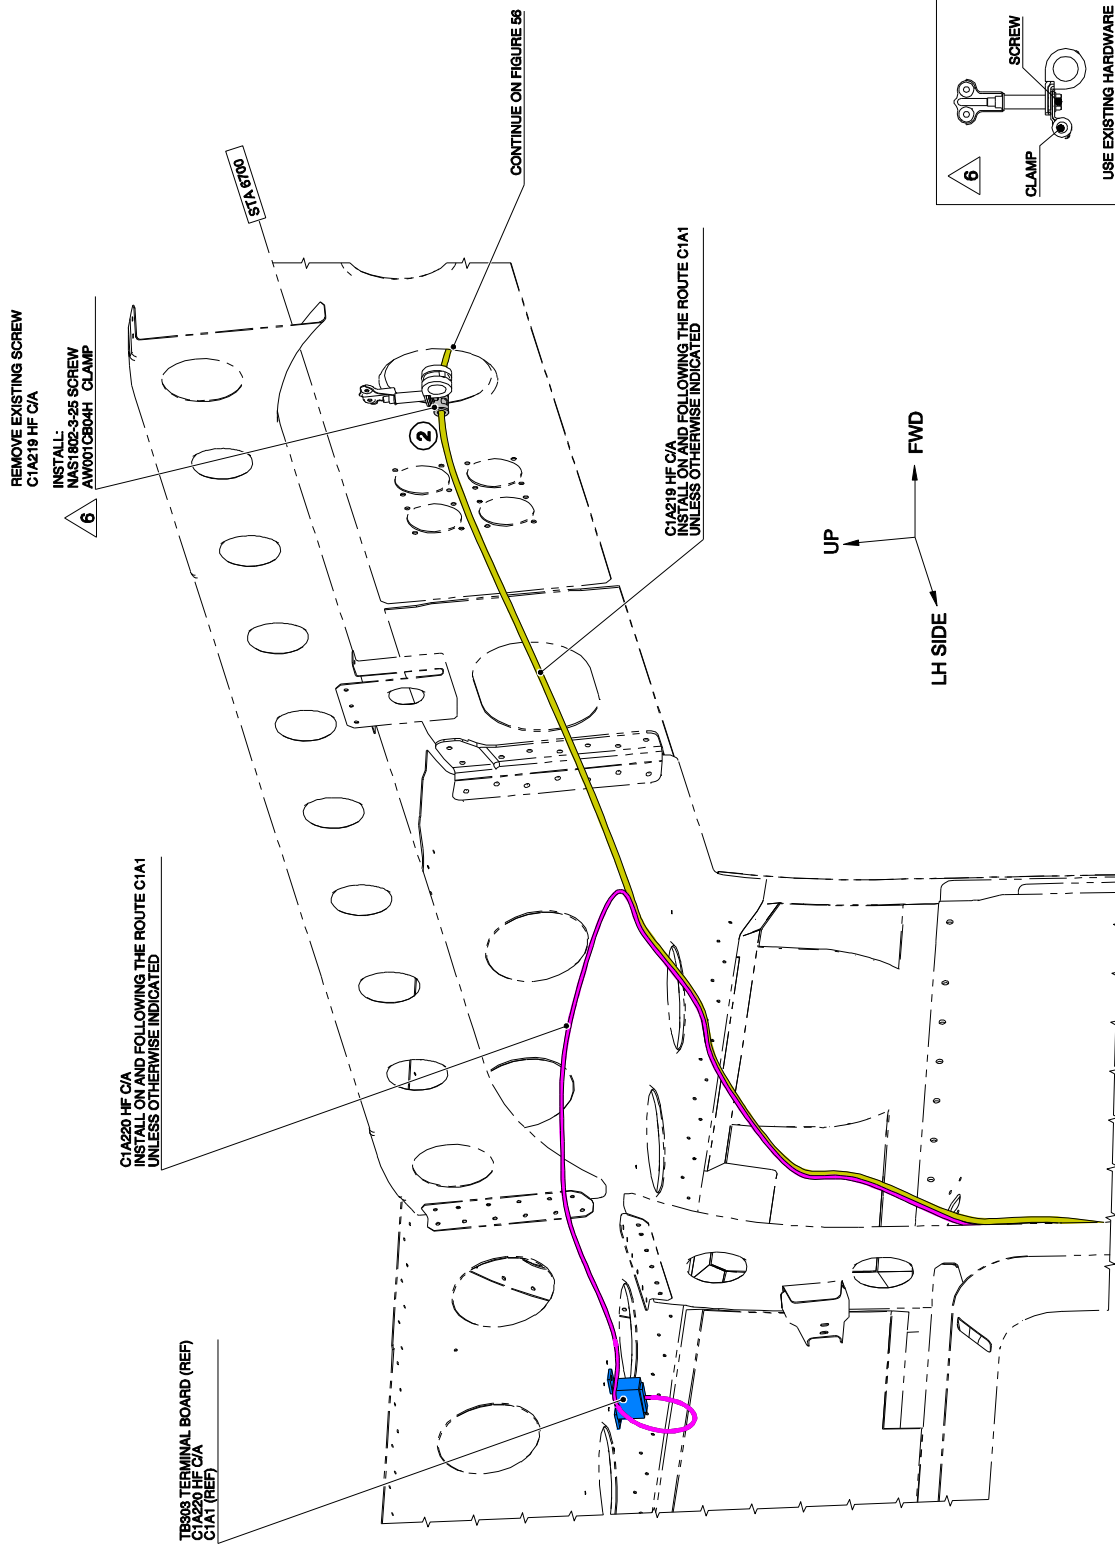 REMOVE EXISTING SCREW
C1A219 HF C/A
INSTALL:
NAS1802-3-25 SCREW
AW001CB04H CLAMP
6
STA 6700
CONTINUE ON FIGURE 56
2
C1A219 HF C/A
INSTALL ON AND FOLLOWING THE ROUTE C1A1
UNLESS OTHERWISE INDICATED
C1A220 HF C/A
INSTALL ON AND FOLLOWING THE ROUTE C1A1
UNLESS OTHERWISE INDICATED
TB303 TERMINAL BOARD (REF)
C1A220 HF C/A
C1A1 (REF)
UP
FWD
LH SIDE
6
SCREW
CLAMP
USE EXISTING HARDWARE